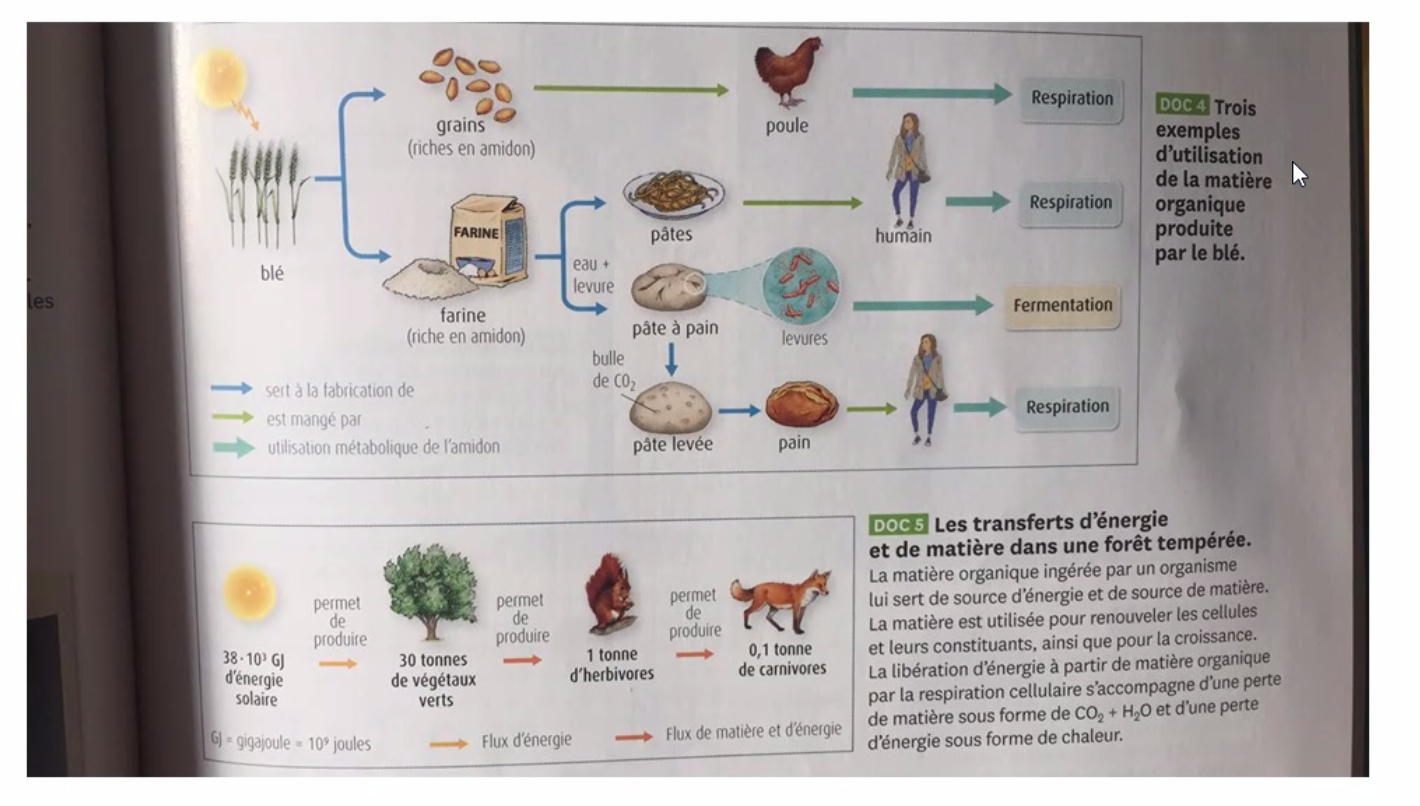 grains
(riches en amidon)
poule
Respiration
blé
FARINE
farine
(riche en amidon)
eau +
levure
pâtes
humain
Respiration
pâte à pain
levures
Fermentation
bulle
de CO₂
pâte levée
pain
Respiration
sert à la fabrication de
est mangé par
utilisation métabolique de l'amidon
DOC 4 Trois
exemples
d'utilisation
de la matière
organique
produite
par le blé.
les
38·10³ GJ
d'énergie
solaire
permet
de
produire
30 tonnes
de végétaux
verts
permet
de
produire
1 tonne
d'herbivores
permet
de
produire
0,1 tonne
de carnivores
GJ = gigajoule = 10⁹ joules
Flux d'énergie
Flux de matière et d'énergie
DOC 5 Les transferts d'énergie
et de matière dans une forêt tempérée.
La matière organique ingérée par un organisme
lui sert de source d'énergie et de source de matière.
La matière est utilisée pour renouveler les cellules
et leurs constituants, ainsi que pour la croissance.
La libération d'énergie à partir de matière organique
par la respiration cellulaire s'accompagne d'une perte
de matière sous forme de CO₂ + H₂O et d'une perte
d'énergie sous forme de chaleur.